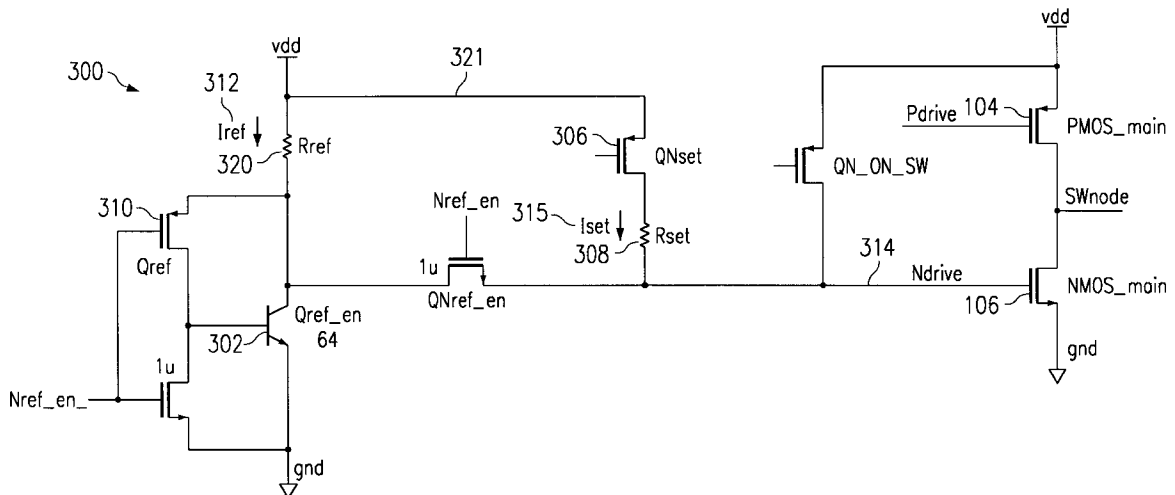 vdd
vdd
300
312
321
Iref
320
Rref
306
QNset
Pdrive
104
PMOS_main
QN_ON_SW
310
Nref_en
315
Iset
308
Rset
SWnode
Qref
314
1u
QNref_en
Ndrive
NMOS_main
106
Qref_en
302
64
1u
gnd
Nref_en_
gnd